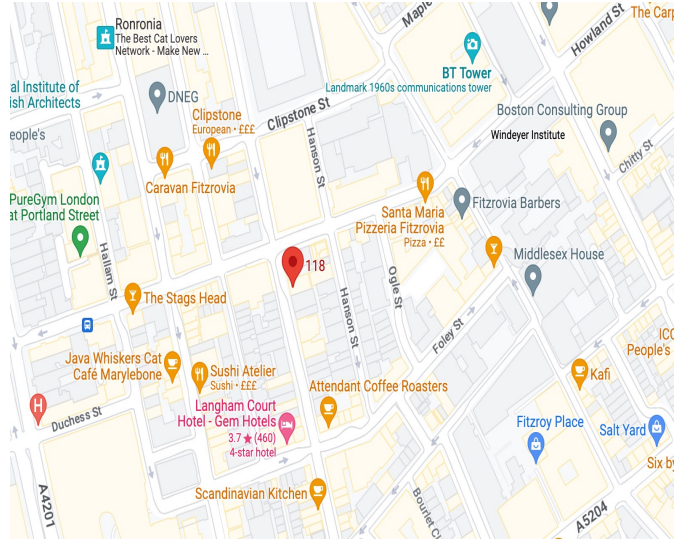 Ronronia
The Best Cat Lovers
Network - Make New ...
Maple
Howland St
The Carp
BT Tower
Landmark 1960s communications tower
al Institute of
ish Architects
DNEG
Clipstone
European • £££
Clipstone St
Boston Consulting Group
Windeyer Institute
eople's
Hanson St
Chitty St
Caravan Fitzrovia
PureGym London
at Portland Street
Santa Maria
Pizzeria Fitzrovia
Pizza • ££
Fitzrovia Barbers
Hallam St
118
Middlesex House
The Stags Head
Hanson St
Ogle St
Foley St
Java Whiskers Cat
Café Marylebone
Sushi Atelier
Sushi • £££
Attendant Coffee Roasters
ICC
People's
Kafi
H
Duchess St
Langham Court
Hotel - Gem Hotels
3.7 ★ (460)
4-star hotel
Fitzroy Place
Salt Yard
Six by
Scandinavian Kitchen
A4201
Bourlet Cl
A5204